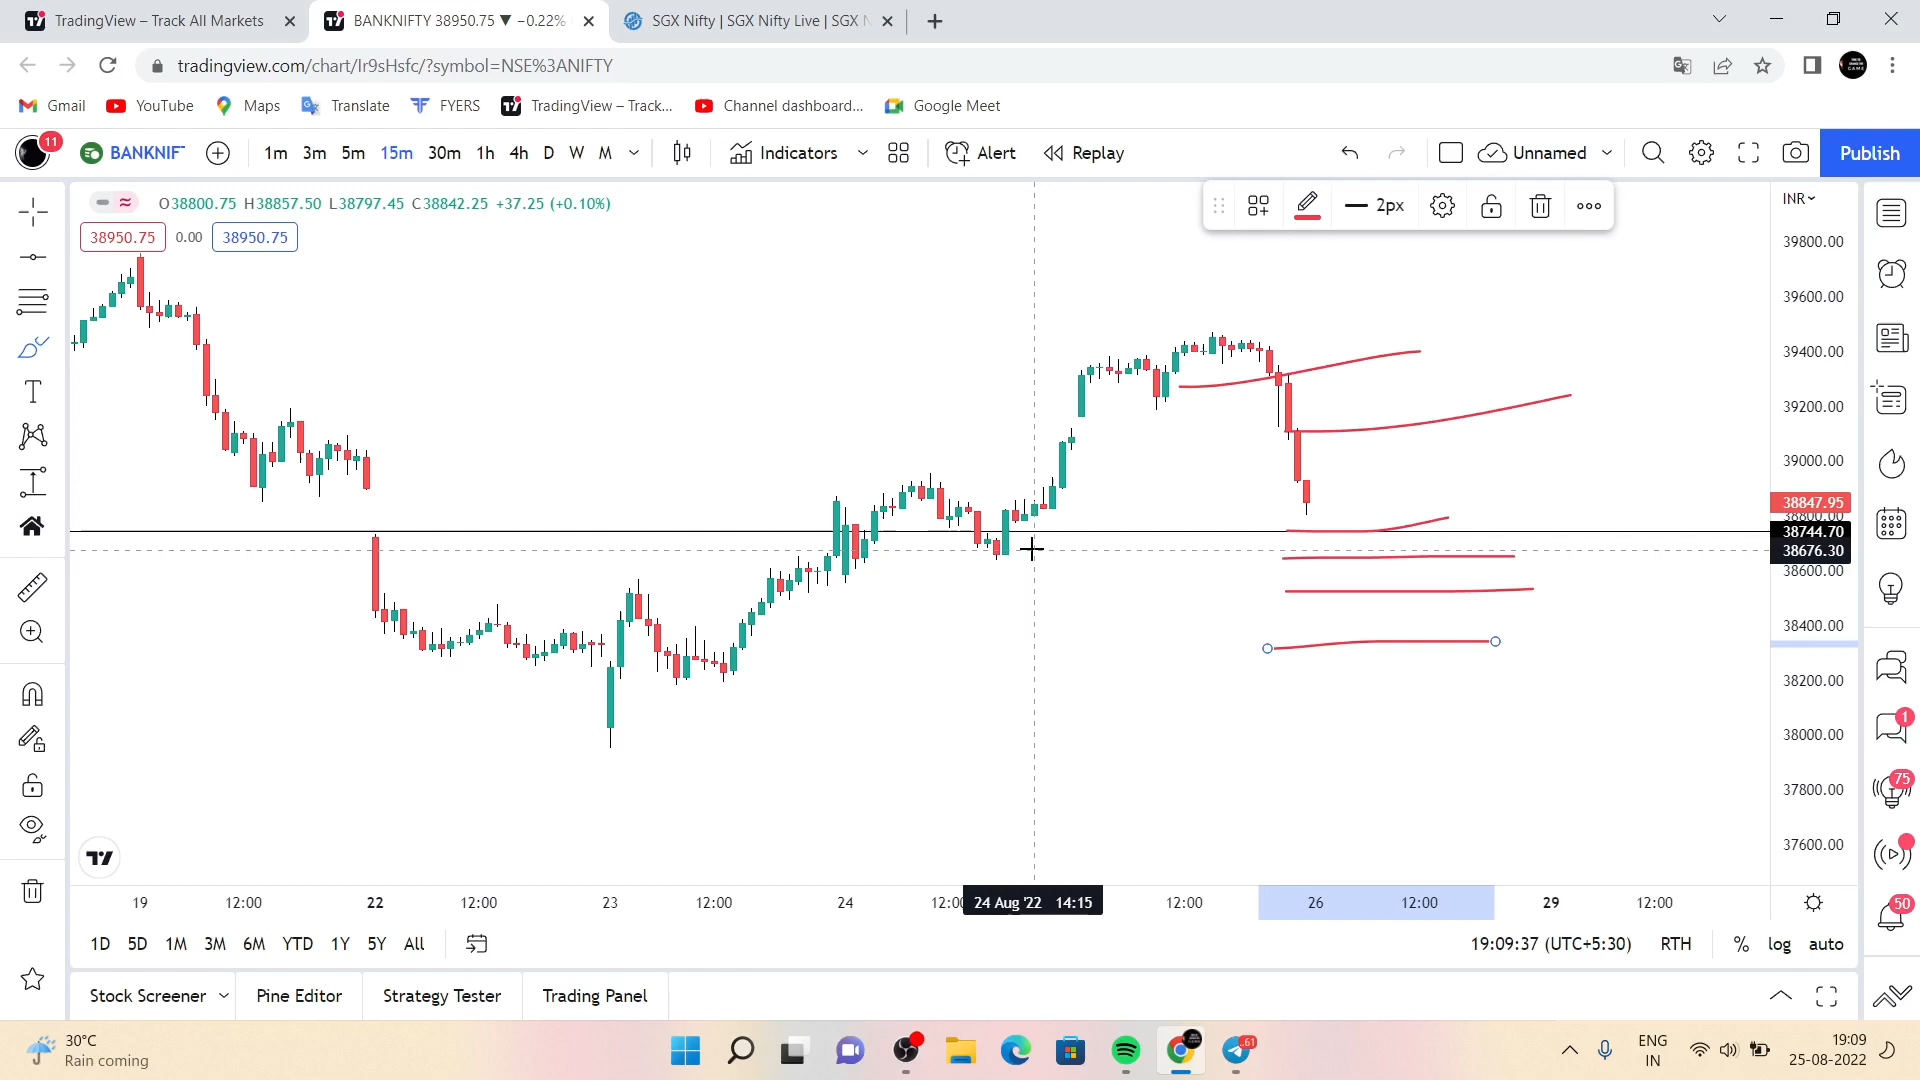 TradingView – Track All Markets
BANKNIFTY 38950.75 ▼ −0.22%
SGX Nifty | SGX Nifty Live | SGX N
tradingview.com/chart/Ir9sHsfc/?symbol=NSE%3ANIFTY
Gmail
YouTube
Maps
Translate
FYERS
TradingView – Track...
Channel dashboard...
Google Meet
11
BANKNIF
1m 3m 5m 15m 30m 1h 4h D W M
Indicators
Alert
Replay
Unnamed
Publish
O38800.75 H38857.50 L38797.45 C38842.25 +37.25 (+0.10%)
38950.75 0.00 38950.75
2px
INR
39800.00
39600.00
39400.00
39200.00
39000.00
38847.95
38800.00
38744.70
38676.30
38600.00
38400.00
38200.00
38000.00
37800.00
37600.00
1
75
50
19 12:00 22 12:00 23 12:00 24 12:00 24 Aug '22 14:15 12:00 26 12:00 29 12:00
1D 5D 1M 3M 6M YTD 1Y 5Y All
19:09:37 (UTC+5:30) RTH % log auto
Stock Screener
Pine Editor
Strategy Tester
Trading Panel
30°C
Rain coming
61
ENG
IN
19:09
25-08-2022